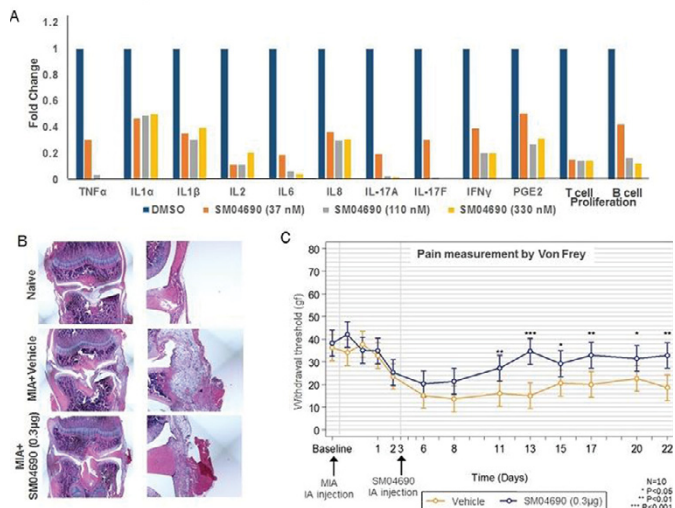 A
Fold Change
1.2
1
0.8
0.6
0.4
0.2
0
TNFα IL1α IL1β IL2 IL6 IL8 IL-17A IL-17F IFNγ PGE2 T cell B cell
Proliferation
DMSO SM04690 (37 nM) SM04690 (110 nM) SM04690 (330 nM)
B
Naive
MIA+Vehicle
MIA+
SM04690 (0.3µg)
C
Pain measurement by Von Frey
Withdrawal threshold (gf)
80
70
60
50
40
30
20
10
0
** *** * ** * **
Baseline 1 2 3 6 8 11 13 15 17 20 22
MIA
IA injection
SM04690
IA injection
Time (Days)
Vehicle SM04690 (0.3µg)
N=10
* P<0.05
** P<0.01
*** P<0.001